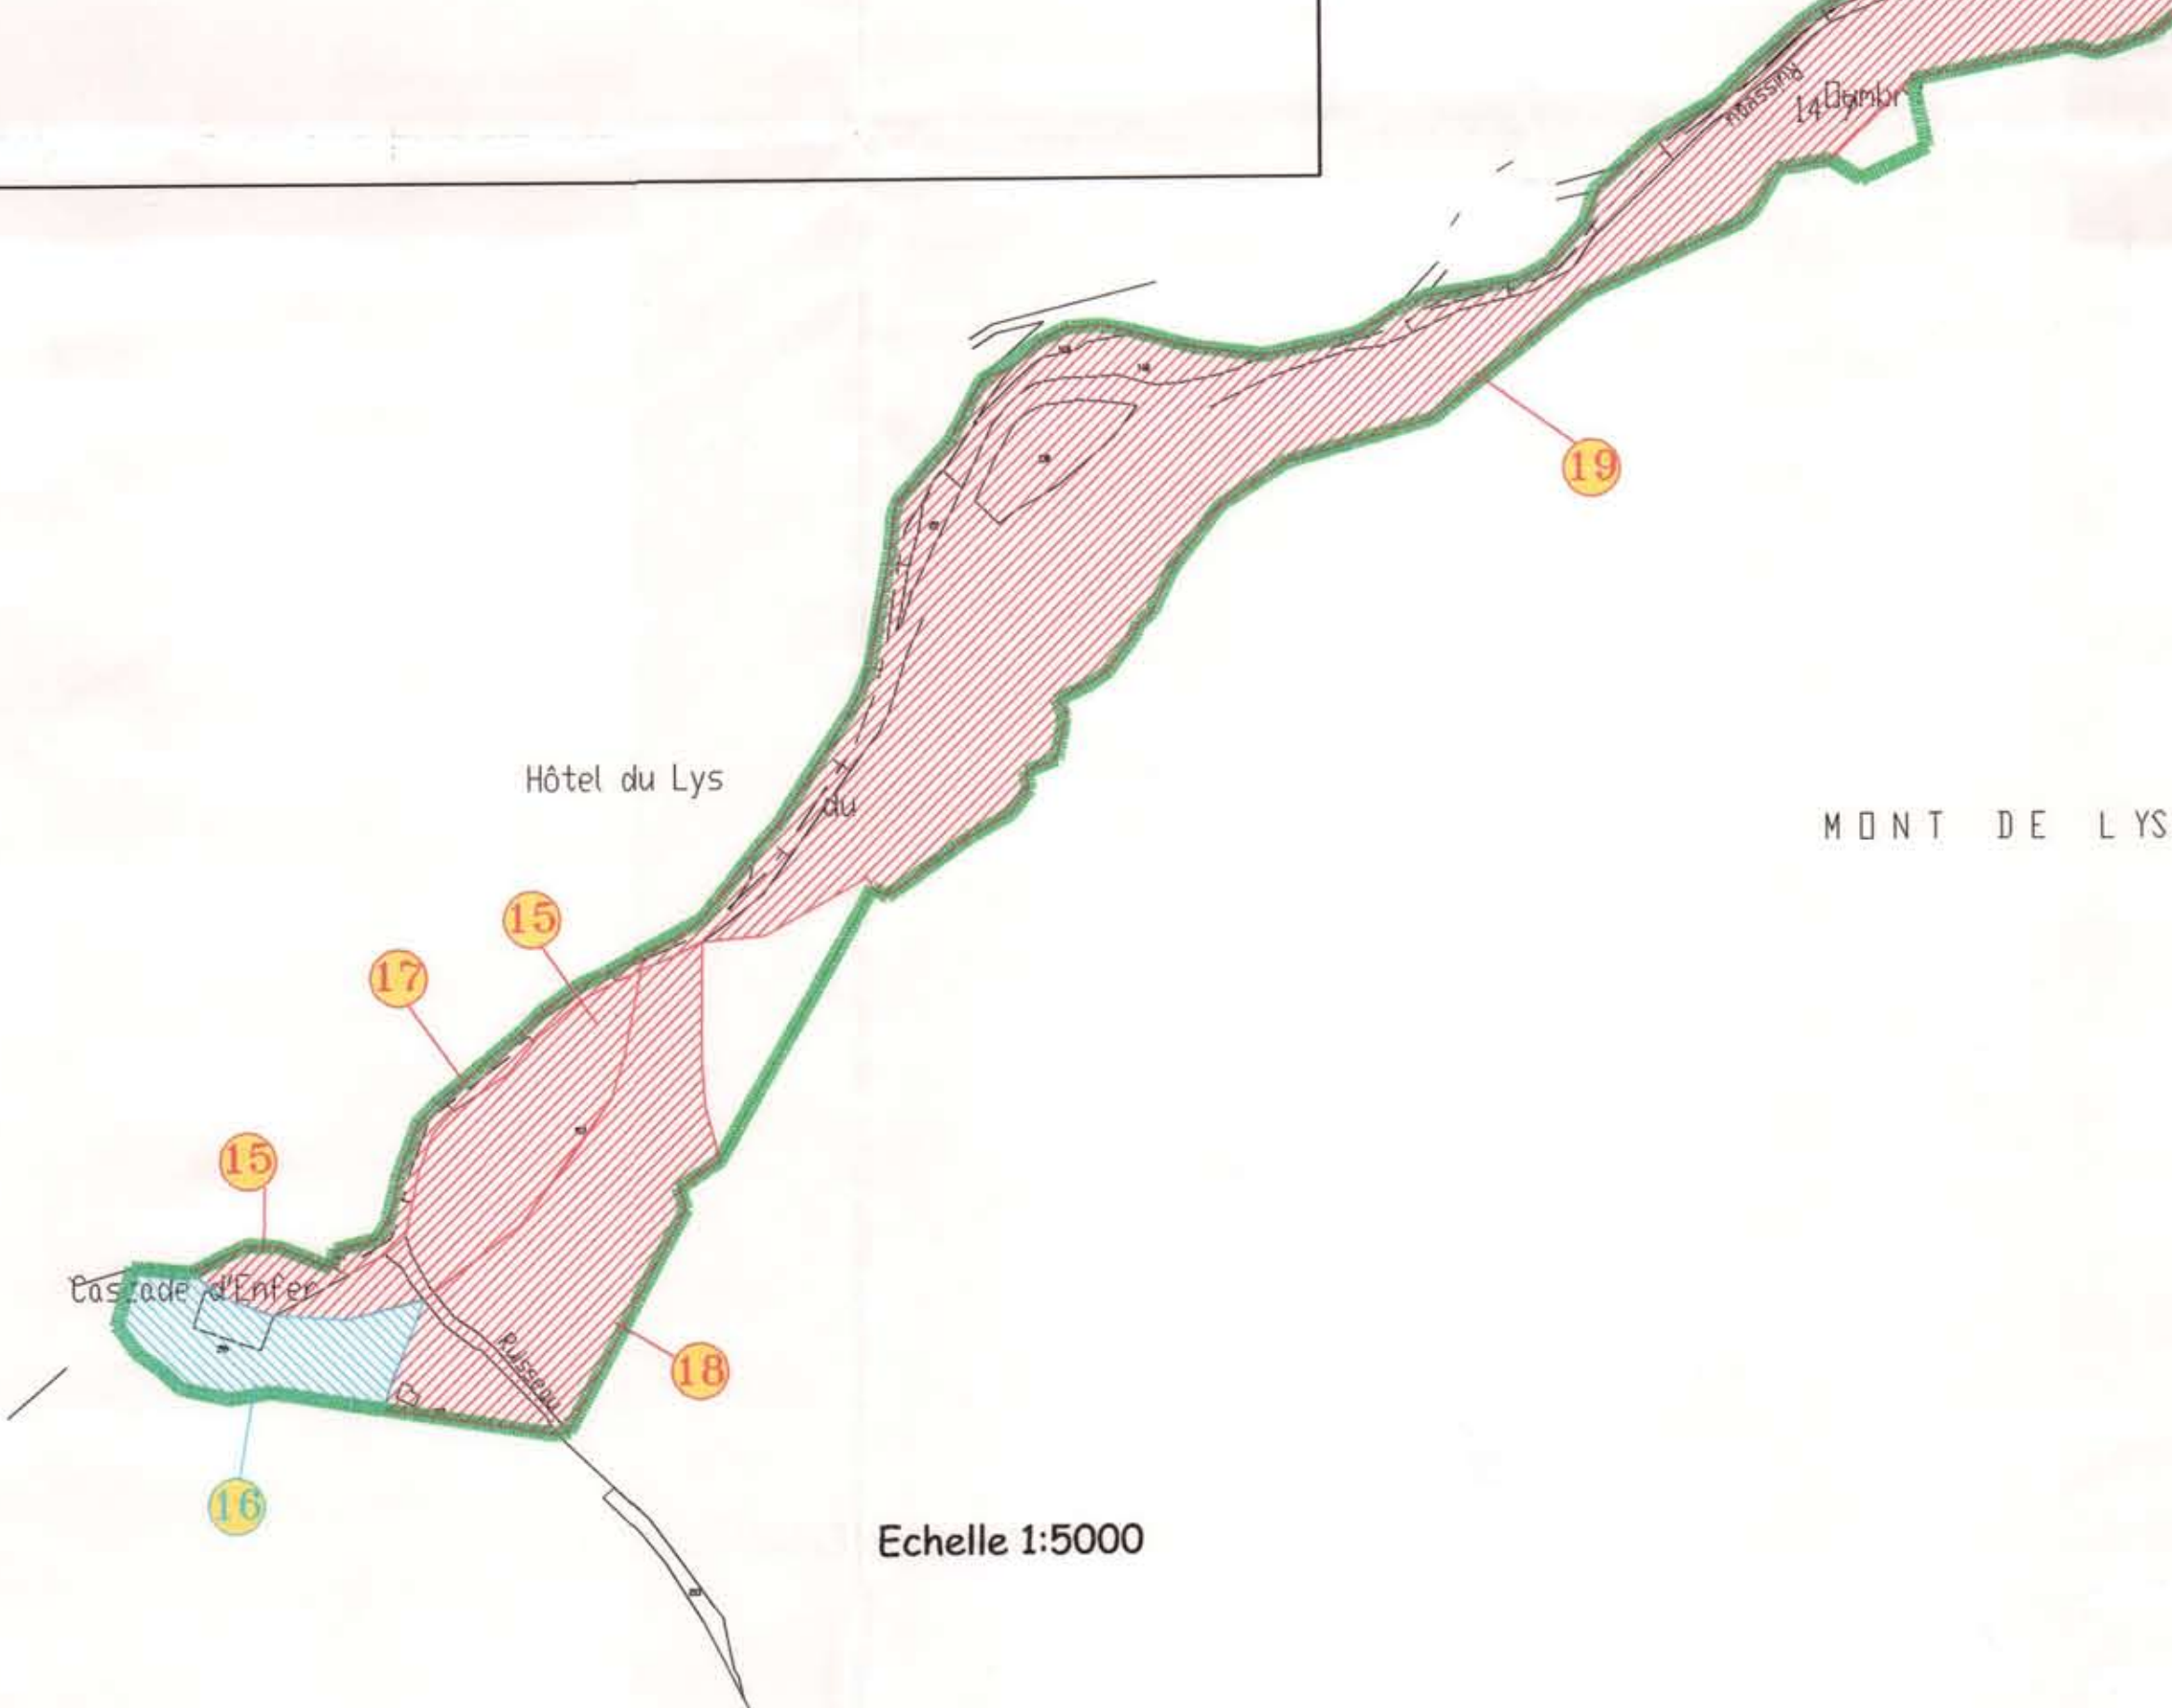 Ruisseau
19
Hôtel du Lys
du
MONT DE LYS
15
17
15
Cascade d'Enfer
Ruisseau
18
16
Echelle 1:5000